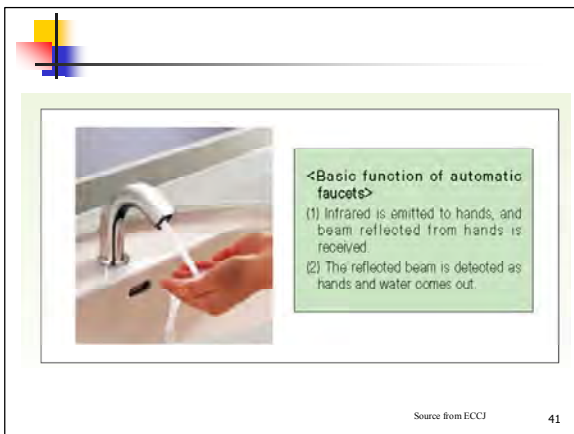 <Basic function of automatic
faucets>
(1) Infrared is emitted to hands, and
beam reflected from hands is
received.
(2) The reflected beam is detected as
hands and water comes out.
Source from ECCJ
41